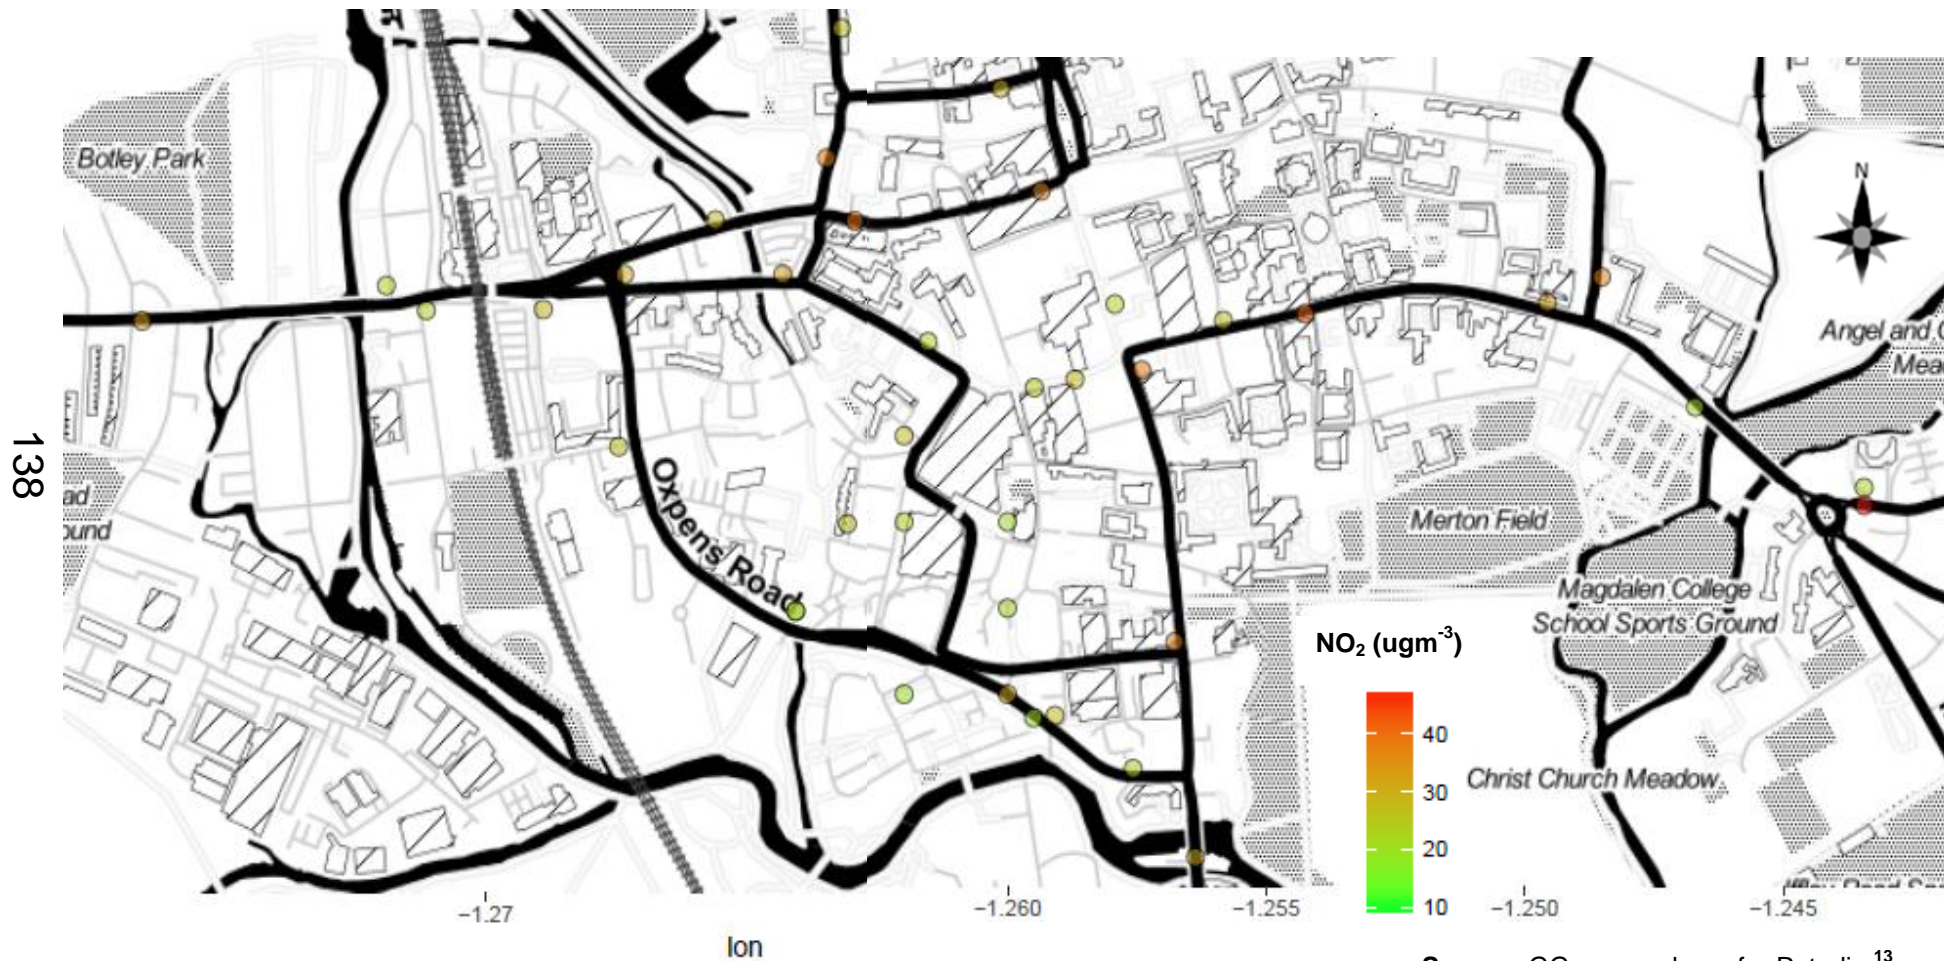 Botley Park
N
Angel and
138
Oxpens Road
ad
ound
Merton Field
Magdalen College
School Sports Ground
NO₂ (ugm⁻³)
40
30
20
10
Christ Church Meadow
−1.27
−1.260
−1.255
−1.250
−1.245
lon